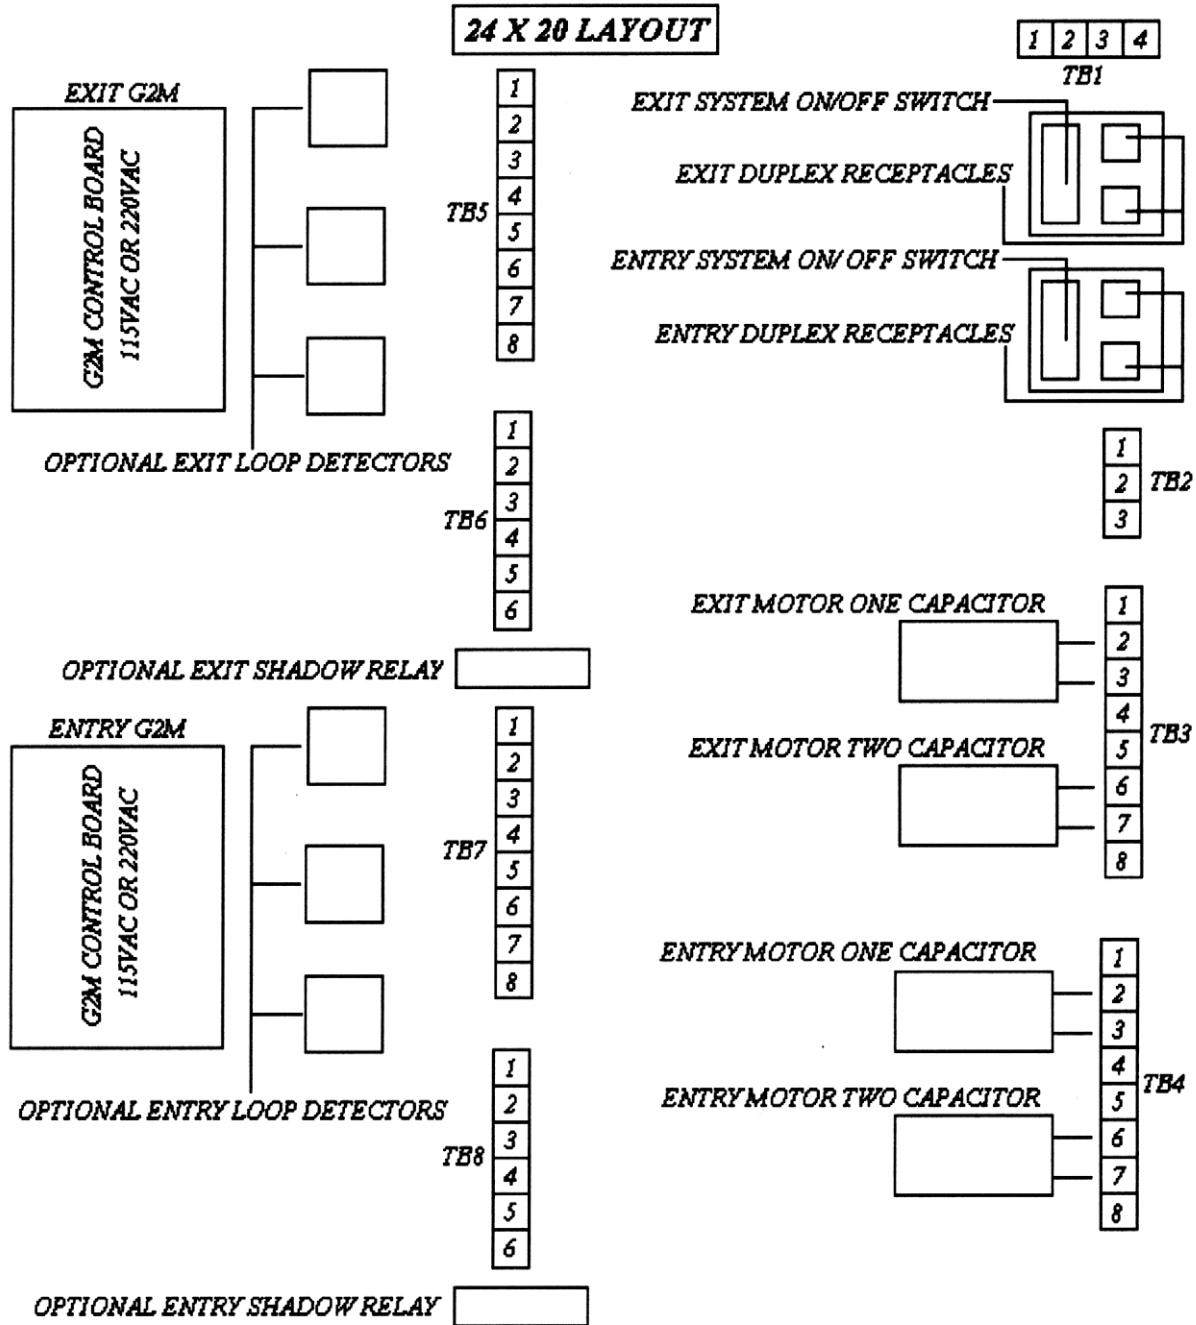 24 X 20 LAYOUT
1 2 3 4
TB1
EXIT G2M
G2M CONTROL BOARD
115VAC OR 220VAC
OPTIONAL EXIT LOOP DETECTORS
TB5
1
2
3
4
5
6
7
8
EXIT SYSTEM ON/OFF SWITCH
EXIT DUPLEX RECEPTACLES
ENTRY SYSTEM ON/ OFF SWITCH
ENTRY DUPLEX RECEPTACLES
TB6
1
2
3
4
5
6
1
2
3
TB2
OPTIONAL EXIT SHADOW RELAY
EXIT MOTOR ONE CAPACITOR
EXIT MOTOR TWO CAPACITOR
1
2
3
4
5
6
7
8
TB3
ENTRY G2M
G2M CONTROL BOARD
115VAC OR 220VAC
OPTIONAL ENTRY LOOP DETECTORS
TB7
1
2
3
4
5
6
7
8
ENTRY MOTOR ONE CAPACITOR
ENTRY MOTOR TWO CAPACITOR
1
2
3
4
5
6
7
8
TB4
TB8
1
2
3
4
5
6
OPTIONAL ENTRY SHADOW RELAY